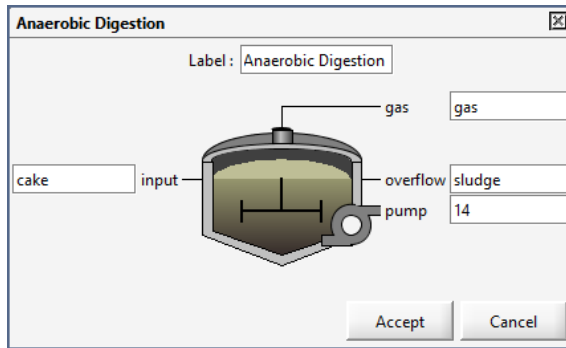 Anaerobic Digestion
Label : Anaerobic Digestion
gas gas
cake input overflow sludge
pump 14
Accept Cancel